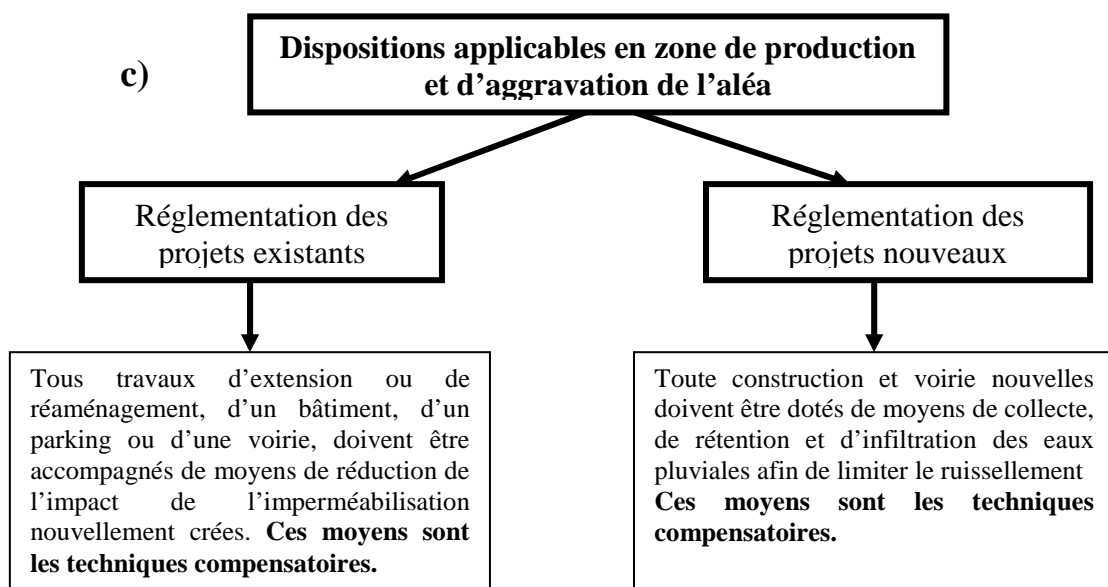 c)
Dispositions applicables en zone de production
et d'aggravation de l'aléa
Réglementation des
projets existants
Réglementation des
projets nouveaux
Tous travaux d'extension ou de
réaménagement, d'un bâtiment, d'un
parking ou d'une voirie, doivent être
accompagnés de moyens de réduction de
l'impact de l'imperméabilisation
nouvellement crées. Ces moyens sont
les techniques compensatoires.
Toute construction et voirie nouvelles
doivent être dotés de moyens de collecte,
de rétention et d'infiltration des eaux
pluviales afin de limiter le ruissellement
Ces moyens sont les techniques
compensatoires.